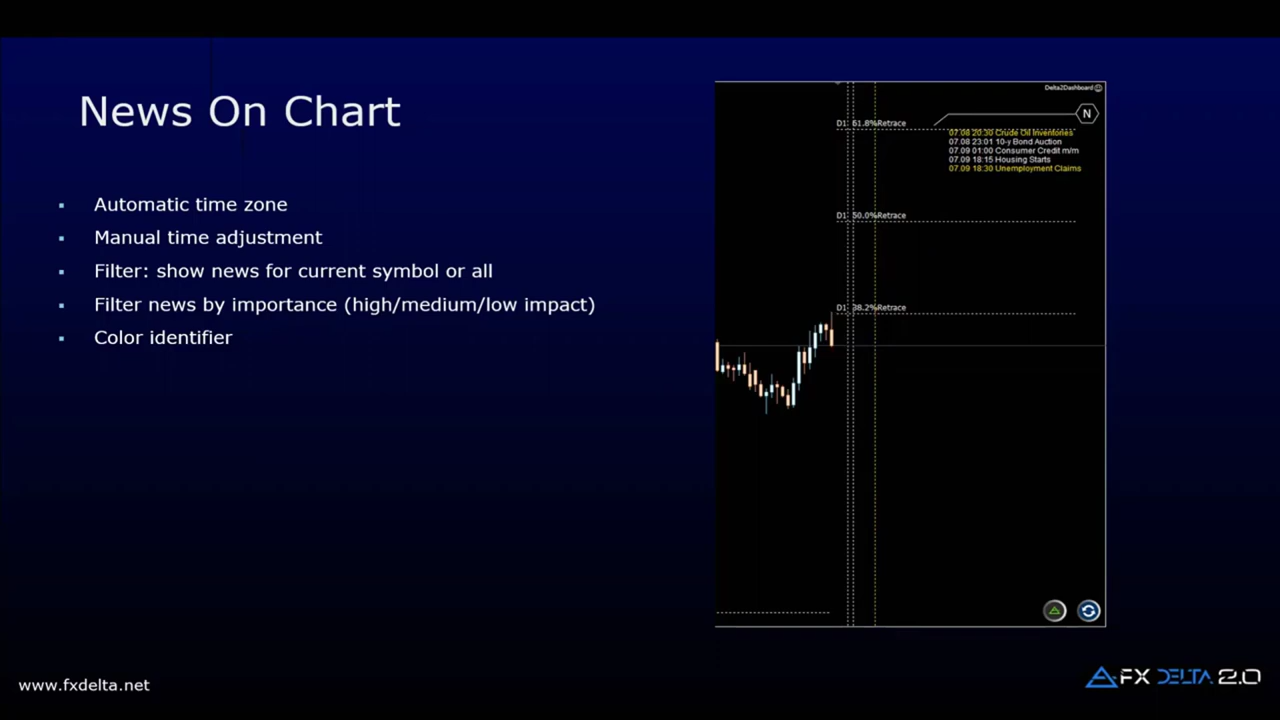 News On Chart
Automatic time zone
Manual time adjustment
Filter: show news for current symbol or all
Filter news by importance (high/medium/low impact)
Color identifier
Delta2Dashboard
N
D1: 61.8%Retrace
07.08 20:30 Crude Oil Inventories
07.08 23:01 10-y Bond Auction
07.09 01:00 Consumer Credit m/m
07.09 18:15 Housing Starts
07.09 18:30 Unemployment Claims
D1: 50.0%Retrace
D1: 38.2%Retrace
www.fxdelta.net
FX DELTA 2.0